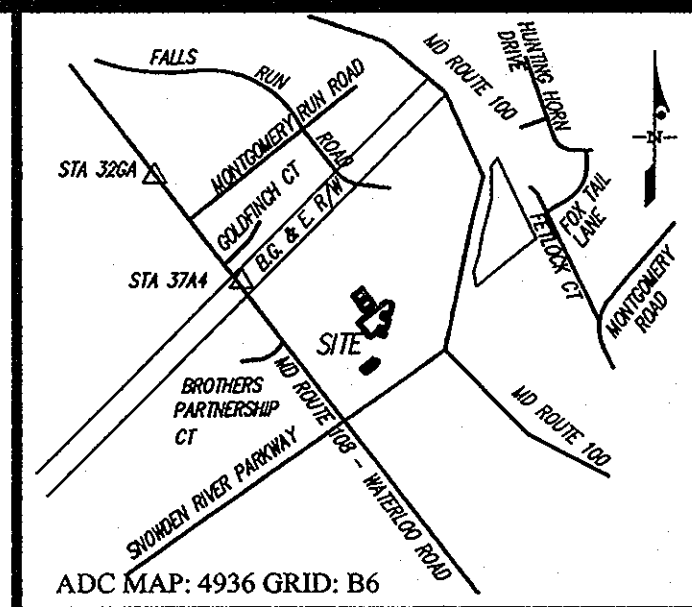 FALLS
RUN
ROAD
MD ROUTE 100
HUNTING HORN
DRIVE
MONTGOMERY RUN ROAD
STA 32GA
GOLDFINCH CT
B.G. & E. R/W
N
FOX TAIL
LANE
FETLOCK CT
MONTGOMERY
ROAD
STA 37A4
SITE
BROTHERS
PARTNERSHIP
CT
MD ROUTE 108 - WATERLOO ROAD
MD ROUTE 100
SNOWDEN RIVER PARKWAY
ADC MAP: 4936 GRID: B6